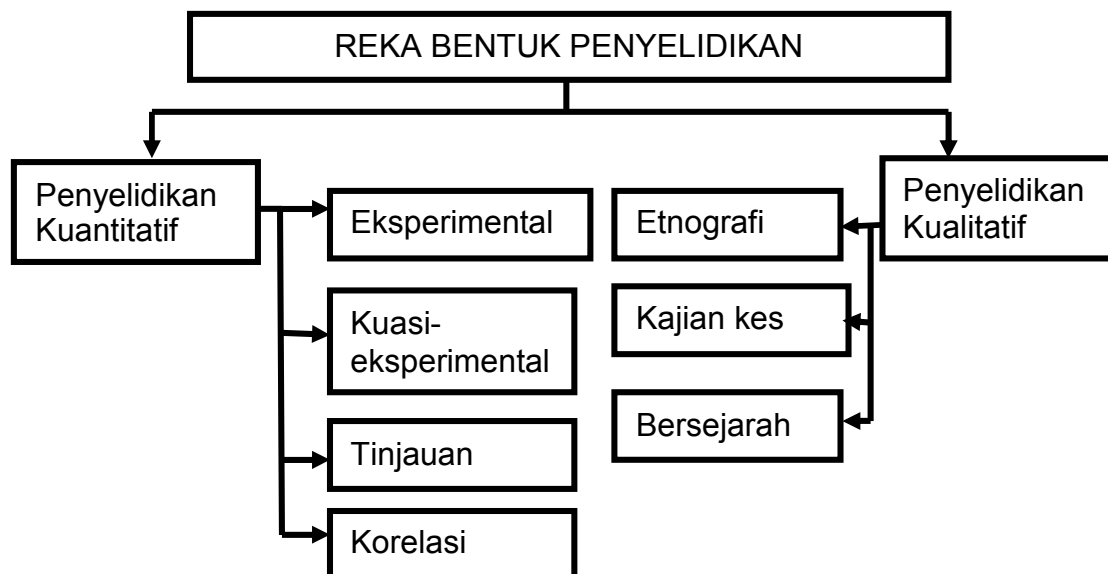 REKA BENTUK PENYELIDIKAN
Penyelidikan
Kuantitatif
Eksperimental
Kuasi-
eksperimental
Tinjauan
Korelasi
Penyelidikan
Kualitatif
Etnografi
Kajian kes
Bersejarah